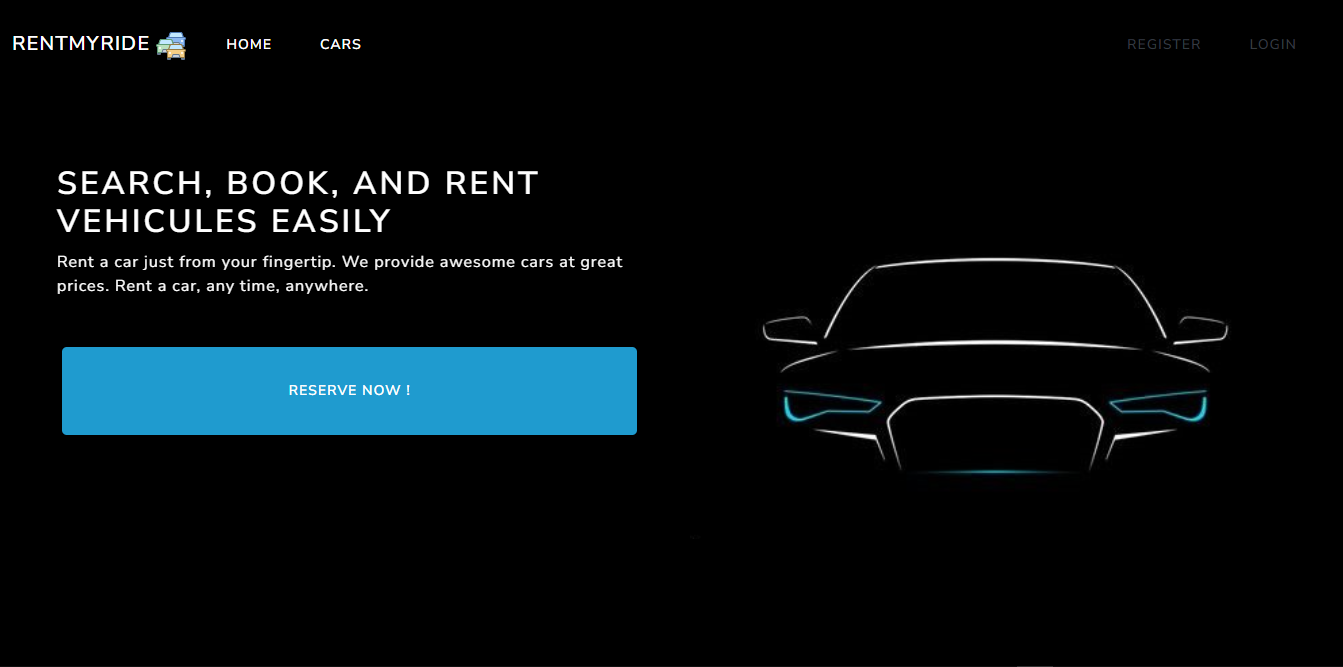 RENTMYRIDE
HOME
CARS
REGISTER
LOGIN
SEARCH, BOOK, AND RENT
VEHICULES EASILY
Rent a car just from your fingertip. We provide awesome cars at great
prices. Rent a car, any time, anywhere.
RESERVE NOW !